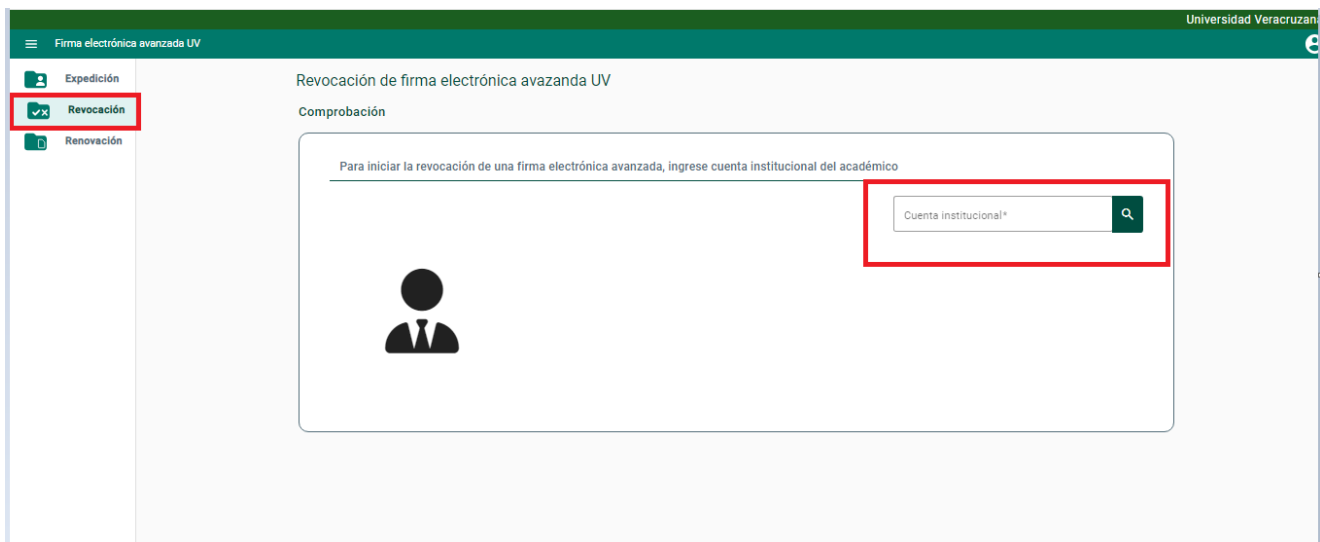 Universidad Veracruzana
Firma electrónica avanzada UV
Expedición
Revocación
Renovación
Revocación de firma electrónica avazanda UV
Comprobación
Para iniciar la revocación de una firma electrónica avanzada, ingrese cuenta institucional del académico
Cuenta institucional*